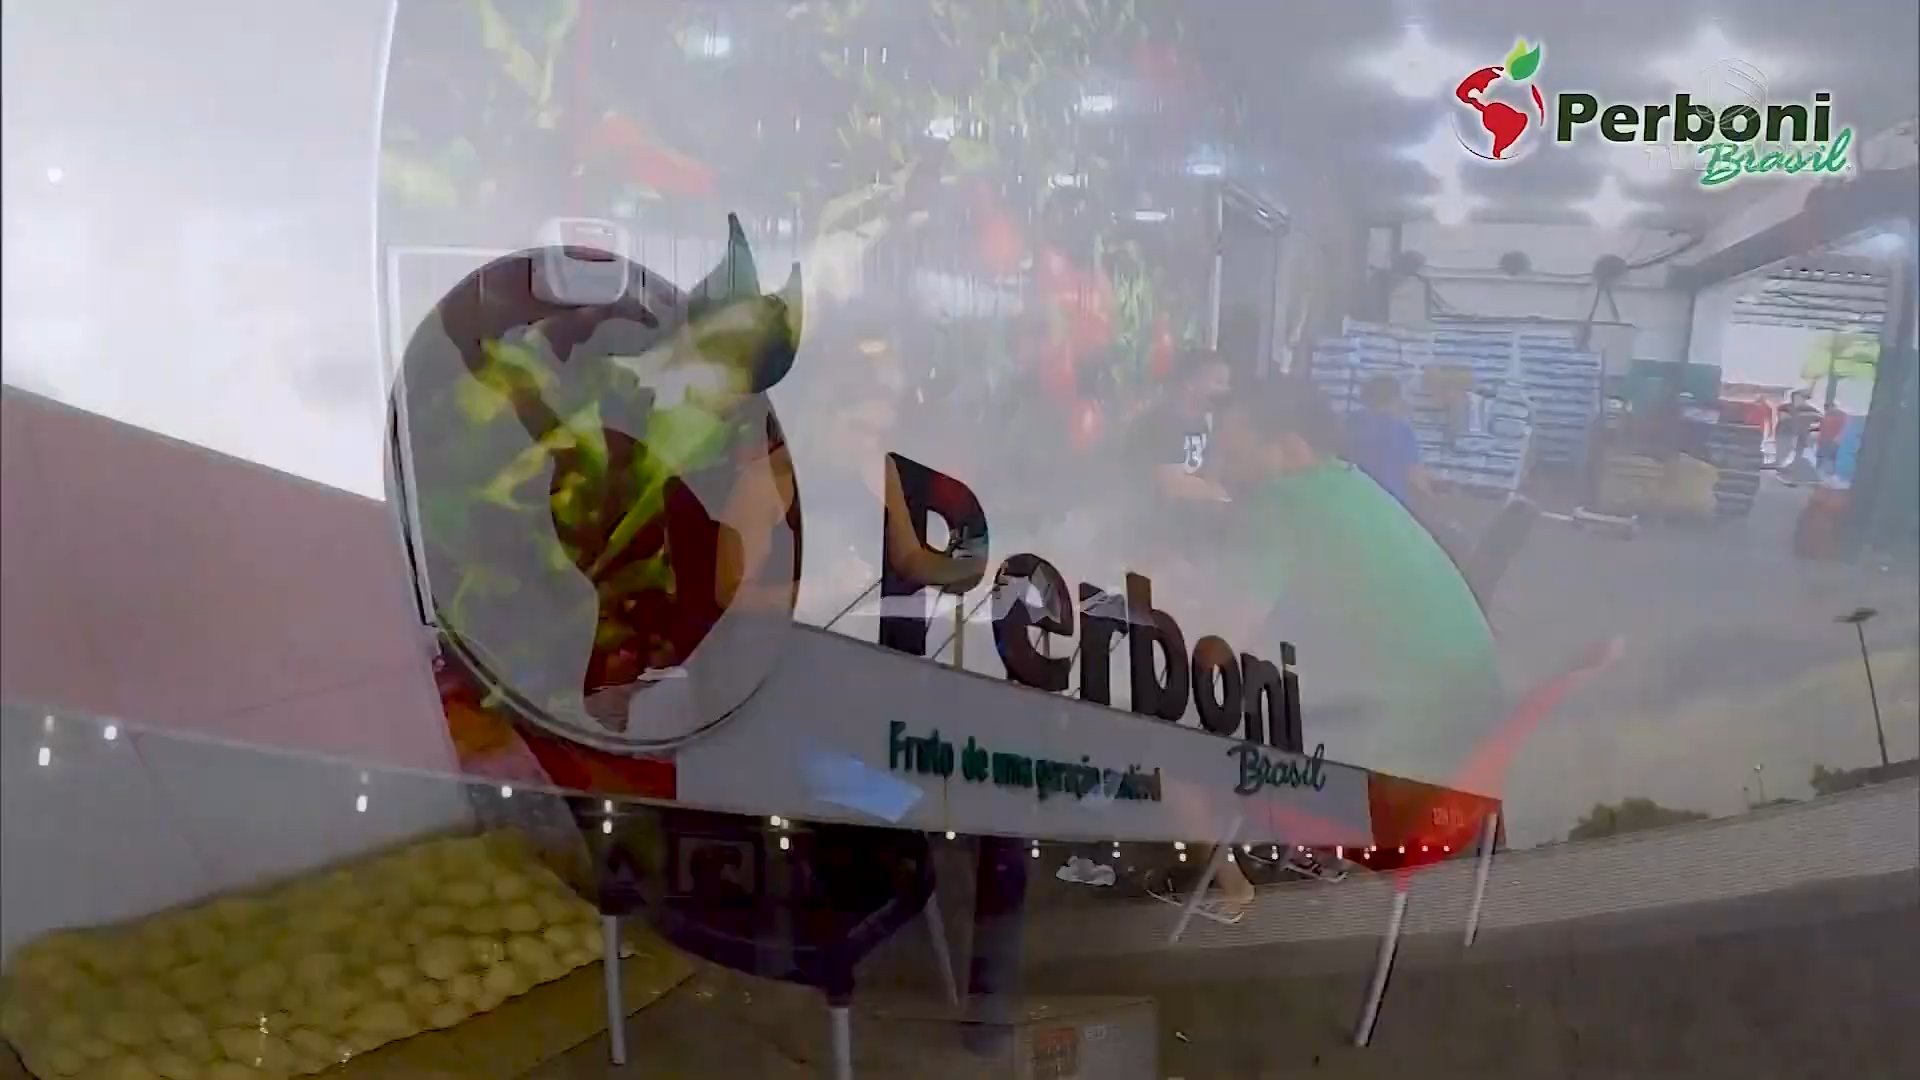 Perboni
Brasil
Perboni
Brasil
Fruto de uma geração